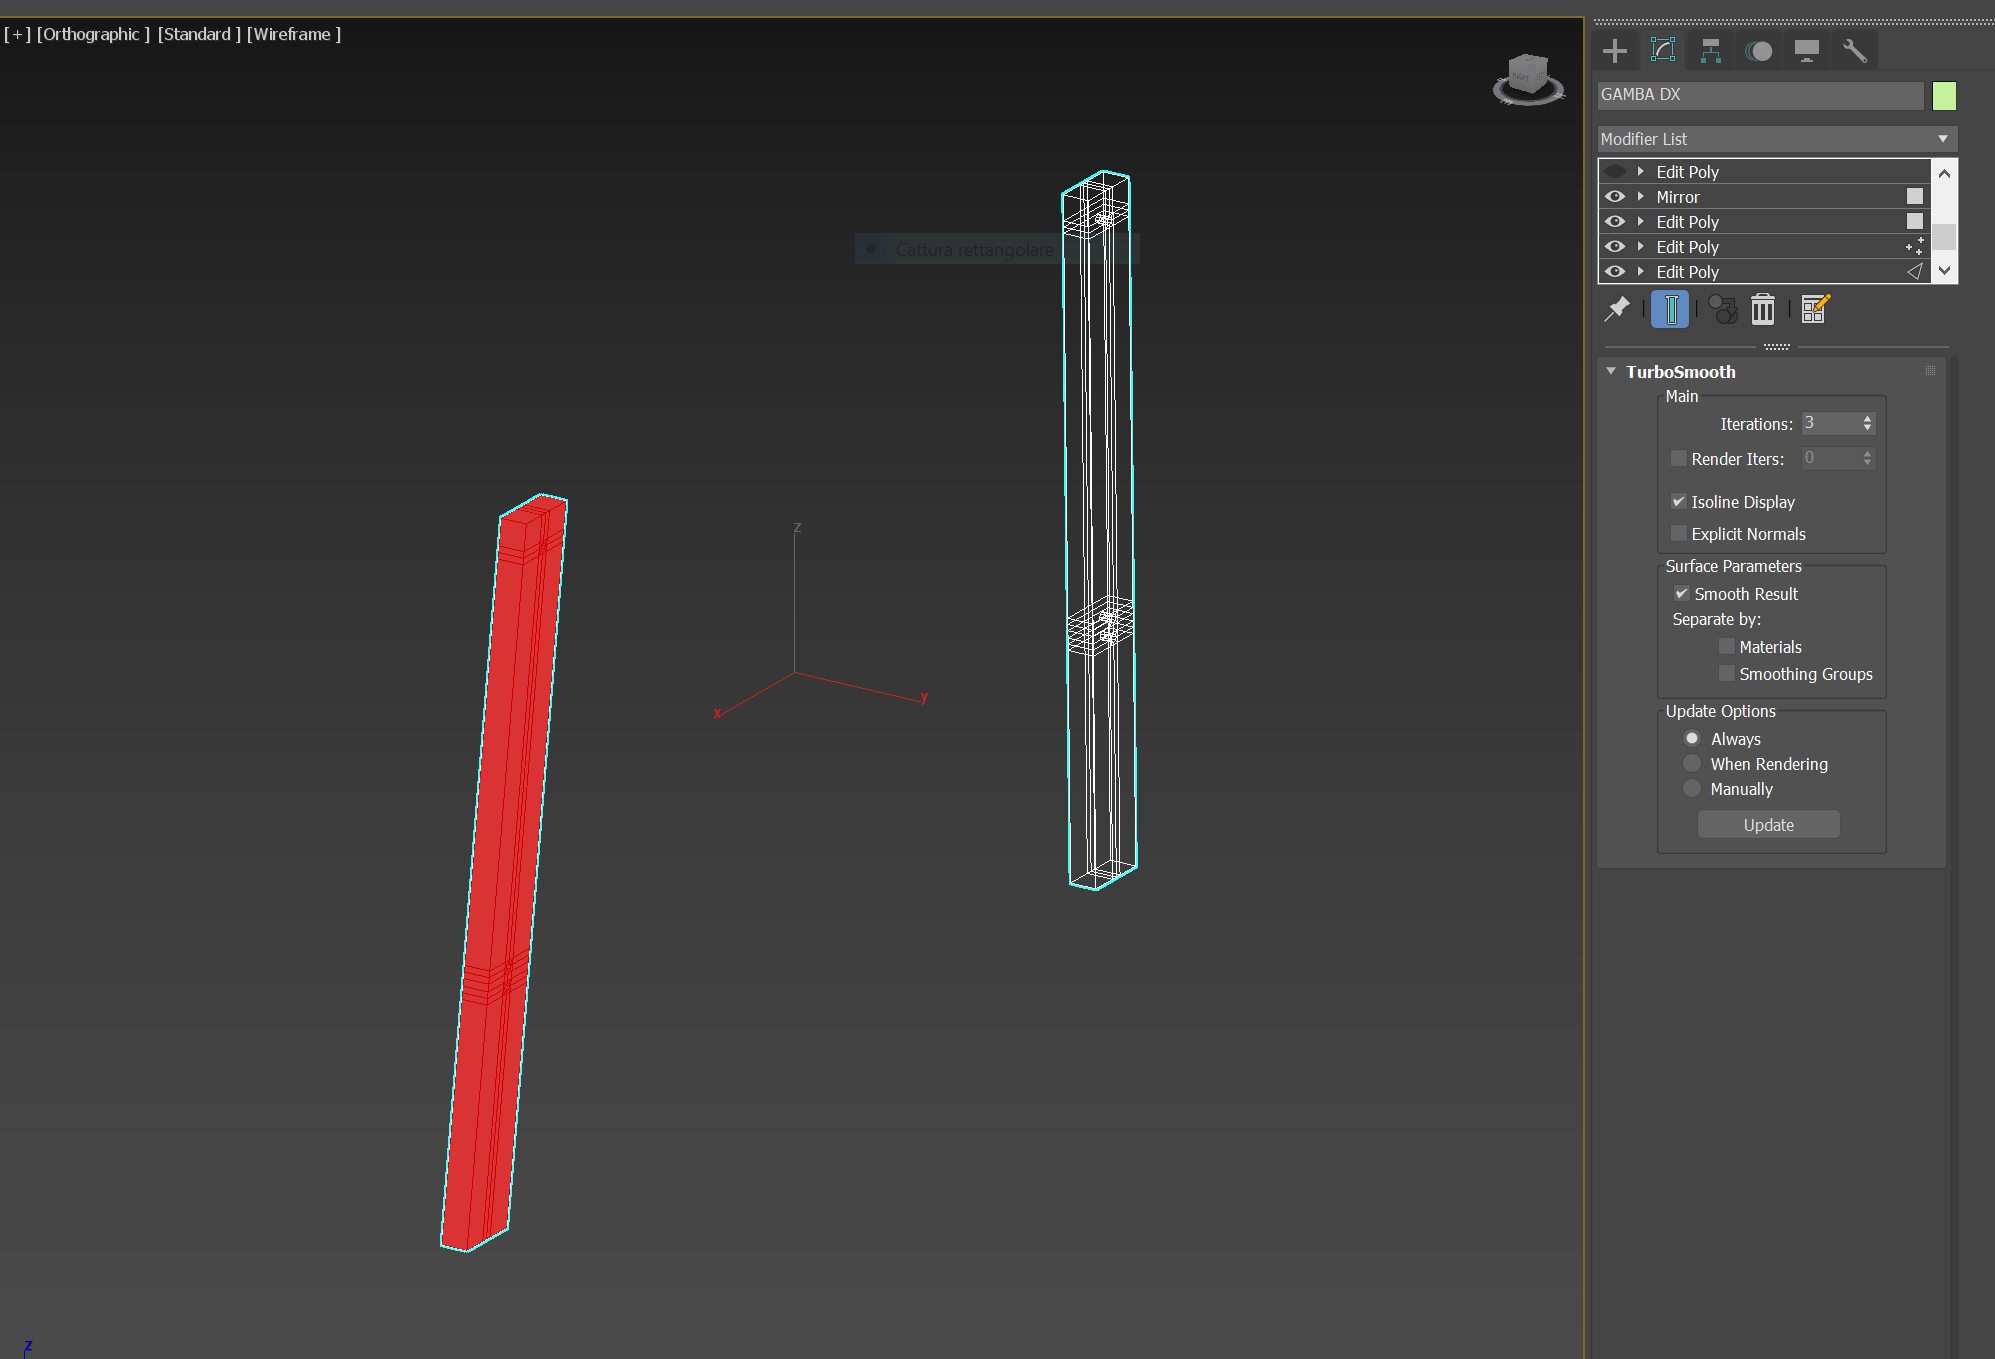 [ + ] [Orthographic ] [Standard ] [Wireframe ]
Cattura rettangolare
z
x
y
z
GAMBA DX
Modifier List
Edit Poly
Mirror
Edit Poly
Edit Poly
Edit Poly
TurboSmooth
Main
Iterations: 3
Render Iters: 0
Isoline Display
Explicit Normals
Surface Parameters
Smooth Result
Separate by:
Materials
Smoothing Groups
Update Options
Always
When Rendering
Manually
Update